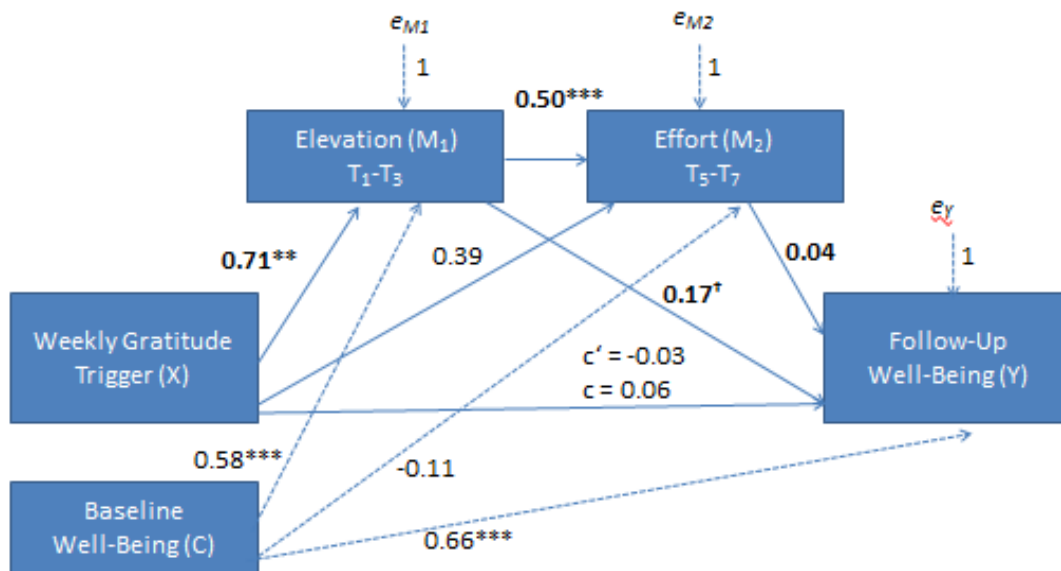 eM1
eM2
1
1
0.50***
Elevation (M1)
T1-T3
Effort (M2)
T5-T7
eY
1
0.71**
0.39
0.04
0.17†
Weekly Gratitude
Trigger (X)
Follow-Up
Well-Being (Y)
c‘ = -0.03
c = 0.06
0.58***
-0.11
Baseline
Well-Being (C)
0.66***